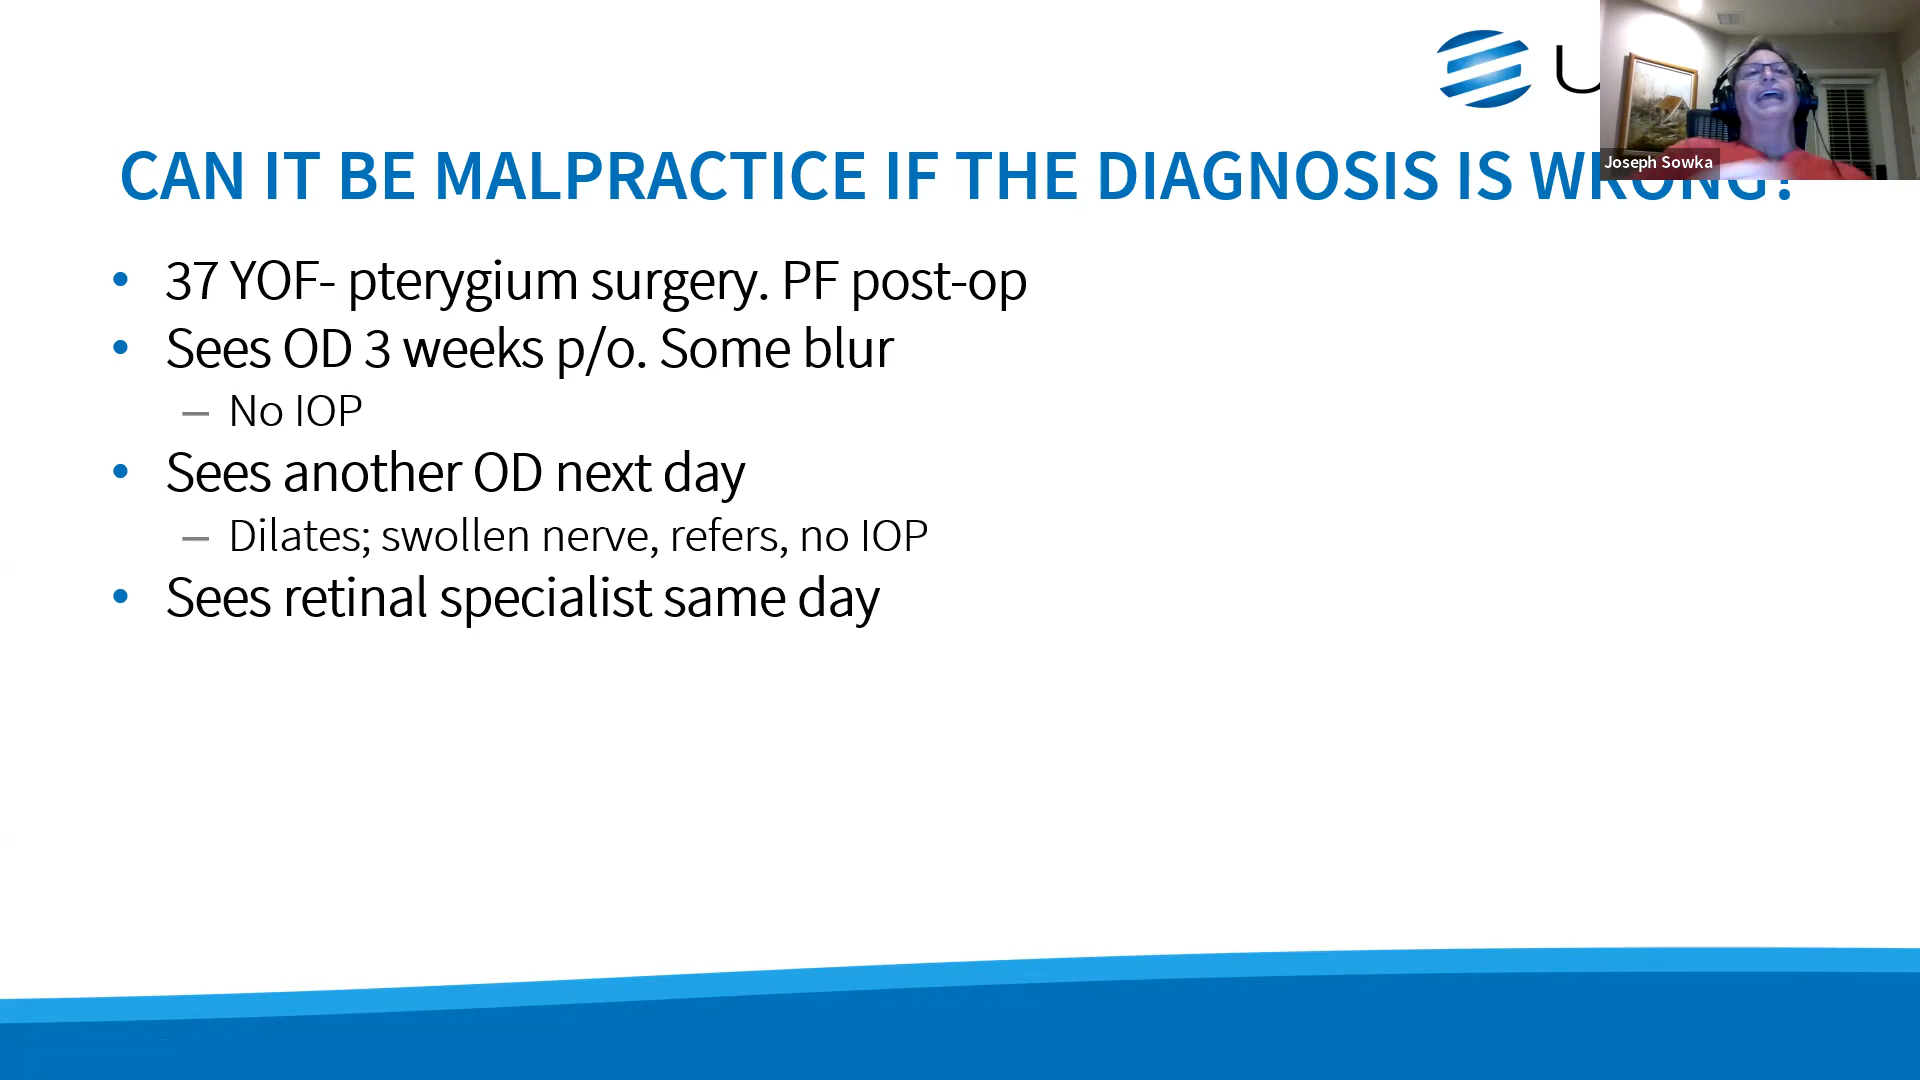 U
Joseph Sowka
CAN IT BE MALPRACTICE IF THE DIAGNOSIS IS WRONG?
• 37 YOF- pterygium surgery. PF post-op
• Sees OD 3 weeks p/o. Some blur
– No IOP
• Sees another OD next day
– Dilates; swollen nerve, refers, no IOP
• Sees retinal specialist same day